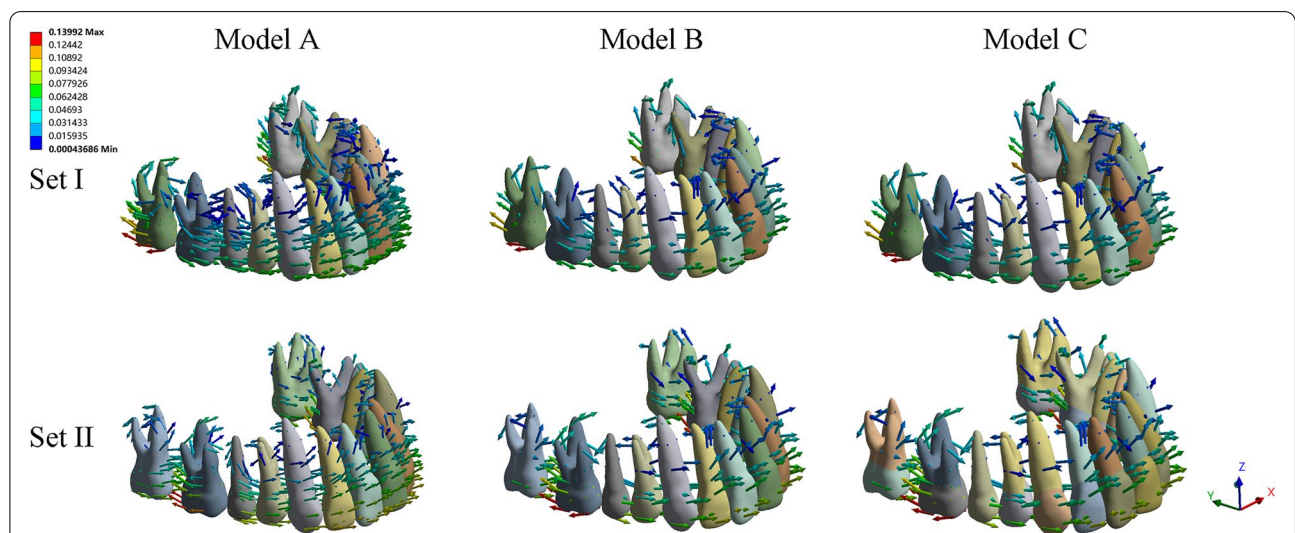 Model A
Model B
Model C
0.13992 Max
0.12442
0.10892
0.093424
0.077926
0.062428
0.04693
0.031433
0.015935
0.00043686 Min
Set I
Set II
Z
Y
X